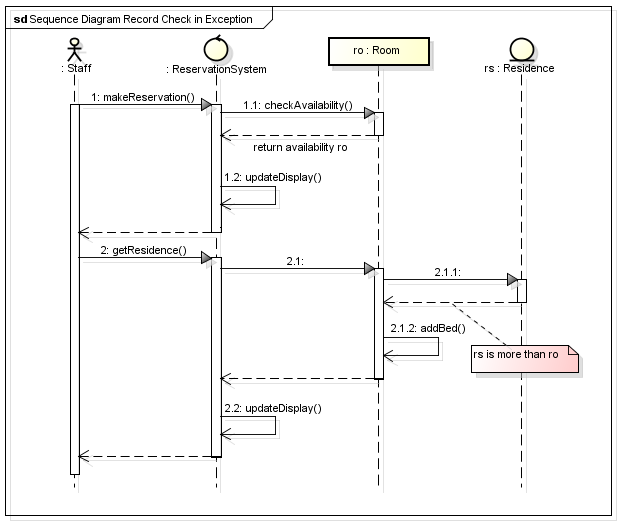 sd Sequence Diagram Record Check in Exception
: Staff
: ReservationSystem
ro : Room
rs : Residence
1: makeReservation()
1.1: checkAvailability()
return availability ro
1.2: updateDisplay()
2: getResidence()
2.1:
2.1.1:
2.1.2: addBed()
rs is more than ro
2.2: updateDisplay()